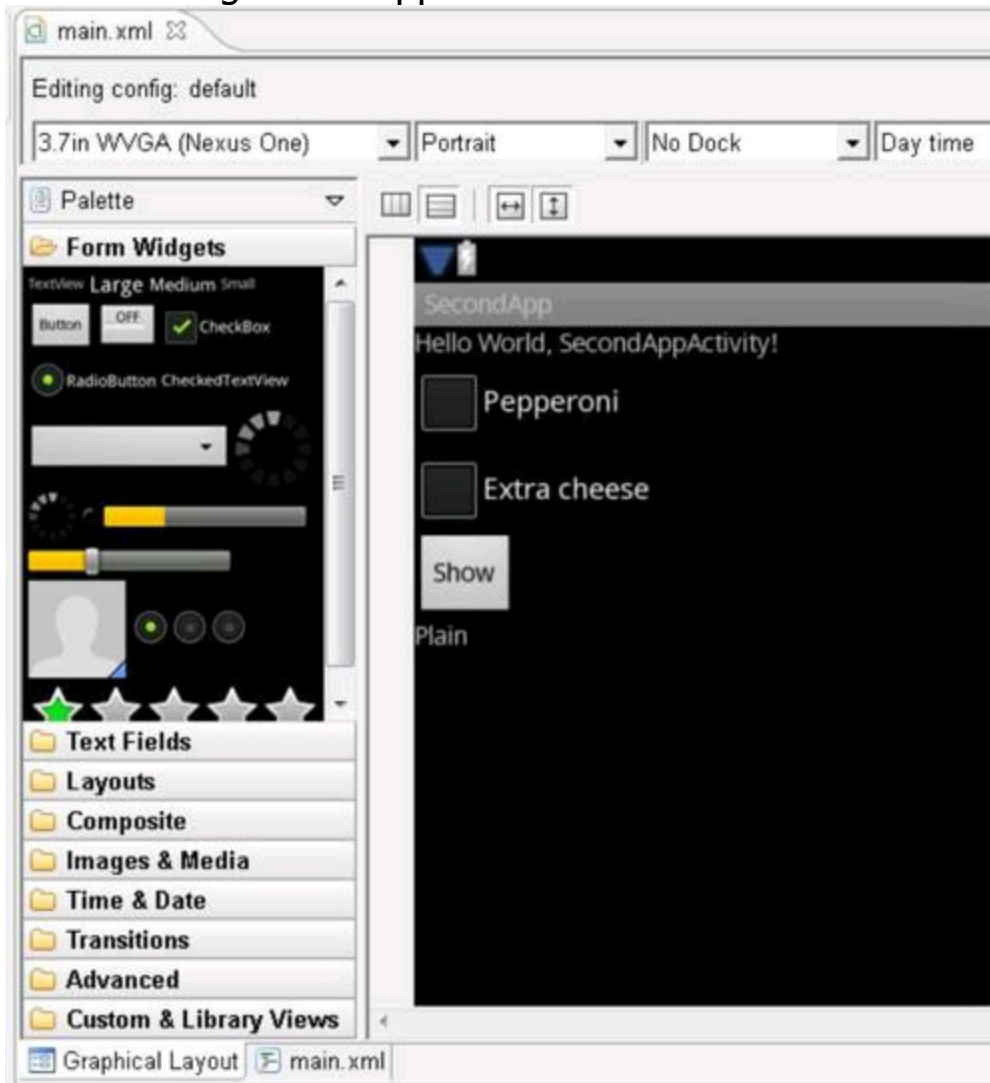 main.xml
Editing config: default
3.7in WVGA (Nexus One) Portrait No Dock Day time
Palette
Form Widgets
TextView Large Medium Small
Button OFF CheckBox
RadioButton CheckedTextView
Text Fields
Layouts
Composite
Images & Media
Time & Date
Transitions
Advanced
Custom & Library Views
SecondApp
Hello World, SecondAppActivity!
Pepperoni
Extra cheese
Show
Plain
Graphical Layout main.xml